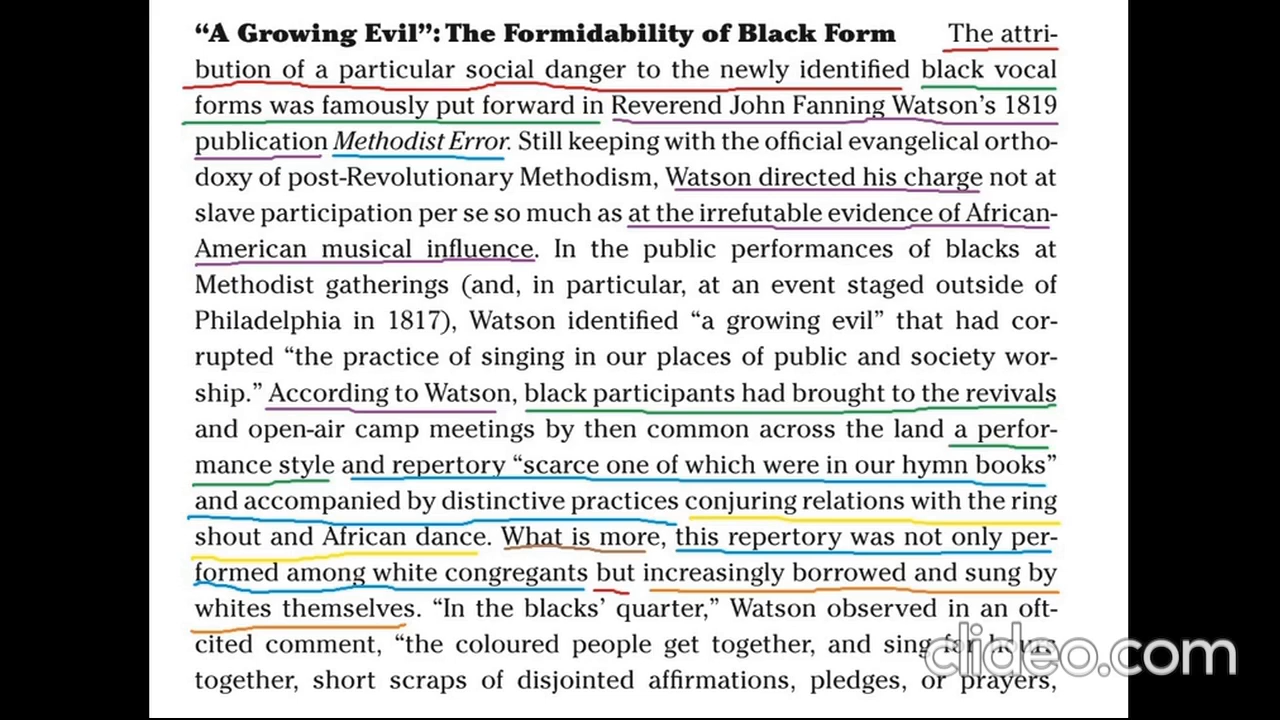 “A Growing Evil”: The Formidability of Black Form The attri-
bution of a particular social danger to the newly identified black vocal
forms was famously put forward in Reverend John Fanning Watson’s 1819
publication Methodist Error. Still keeping with the official evangelical ortho-
doxy of post-Revolutionary Methodism, Watson directed his charge not at
slave participation per se so much as at the irrefutable evidence of African-
American musical influence. In the public performances of blacks at
Methodist gatherings (and, in particular, at an event staged outside of
Philadelphia in 1817), Watson identified “a growing evil” that had cor-
rupted “the practice of singing in our places of public and society wor-
ship.” According to Watson, black participants had brought to the revivals
and open-air camp meetings by then common across the land a perfor-
mance style and repertory “scarce one of which were in our hymn books”
and accompanied by distinctive practices conjuring relations with the ring
shout and African dance. What is more, this repertory was not only per-
formed among white congregants but increasingly borrowed and sung by
whites themselves. “In the blacks’ quarter,” Watson observed in an oft-
cited comment, “the coloured people get together, and sing for hours
together, short scraps of disjointed affirmations, pledges, or prayers,
clideo.com